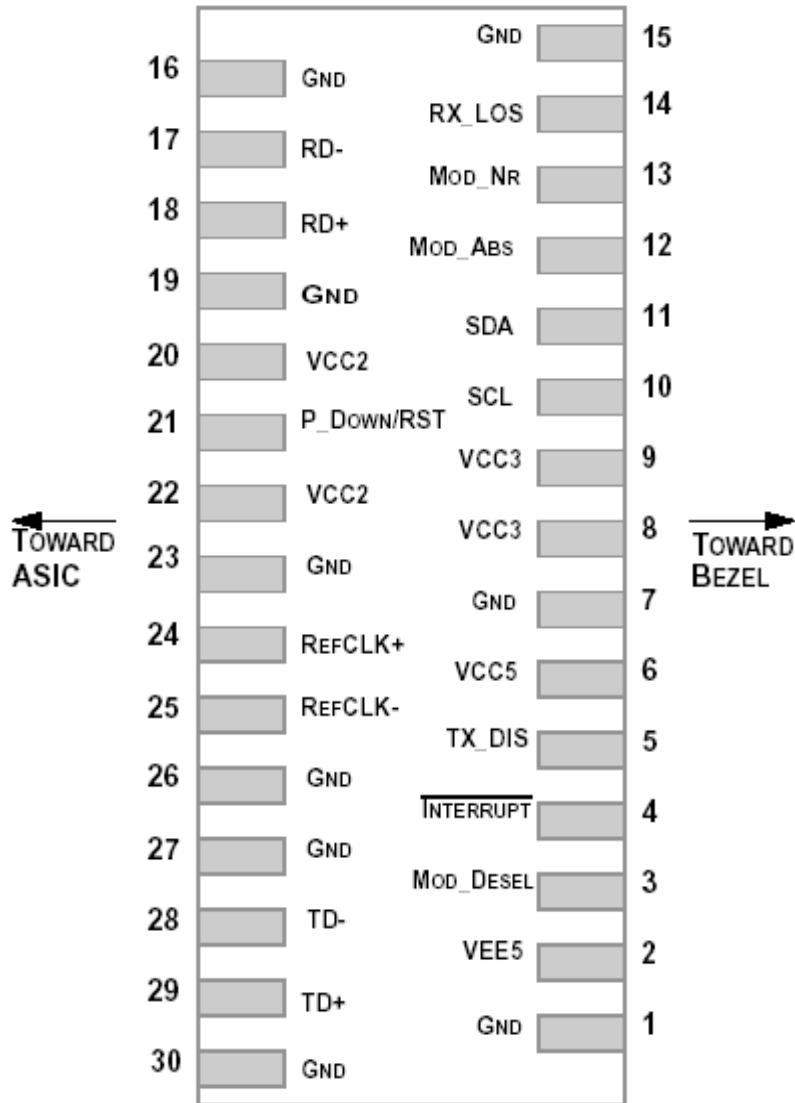 GND 15
16 GND
RX_LOS 14
17 RD-
MOD_NR 13
18 RD+
MOD_ABS 12
19 GND
SDA 11
20 VCC2
SCL 10
21 P_DOWN/RST
VCC3 9
22 VCC2
VCC3 8
TOWARD
ASIC
TOWARD
BEZEL
23 GND
GND 7
24 REFCLK+
VCC5 6
25 REFCLK-
TX_DIS 5
26 GND
INTERRUPT 4
27 GND
MOD_DESEL 3
28 TD-
VEE5 2
29 TD+
GND 1
30 GND